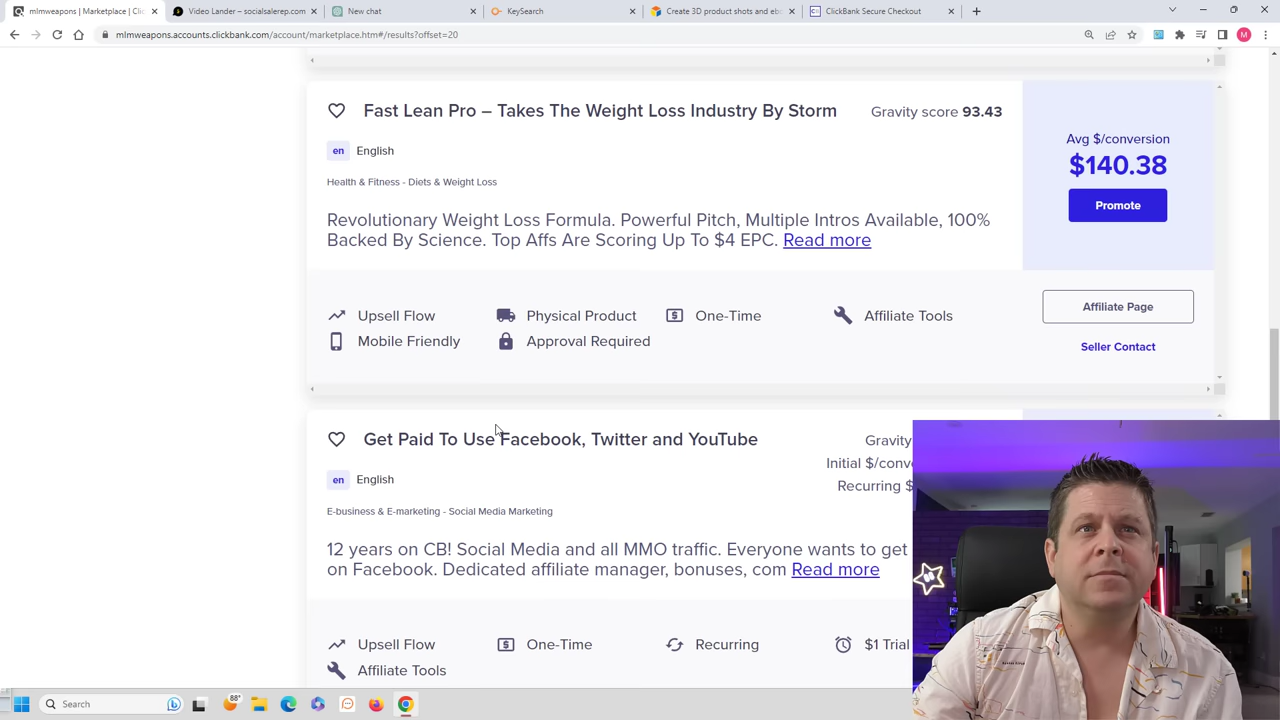 mlmweapons | Marketplace | Clic
Video Lander – socialsalerep.com
New chat
KeySearch
Create 3D product shots and ebo
ClickBank Secure Checkout
mlmweapons.accounts.clickbank.com/account/marketplace.htm#/results?offset=20
M
Fast Lean Pro – Takes The Weight Loss Industry By Storm
Gravity score 93.43
Avg $/conversion
$140.38
Promote
en English
Health & Fitness - Diets & Weight Loss
Revolutionary Weight Loss Formula. Powerful Pitch, Multiple Intros Available, 100%
Backed By Science. Top Affs Are Scoring Up To $4 EPC. Read more
Upsell Flow
Physical Product
One-Time
Affiliate Tools
Mobile Friendly
Approval Required
Affiliate Page
Seller Contact
Get Paid To Use Facebook, Twitter and YouTube
Gravity
Initial $/conve
Recurring $
en English
E-business & E-marketing - Social Media Marketing
12 years on CB! Social Media and all MMO traffic. Everyone wants to get
on Facebook. Dedicated affiliate manager, bonuses, com Read more
Upsell Flow
One-Time
Recurring
$1 Trial
Affiliate Tools
Search
88°